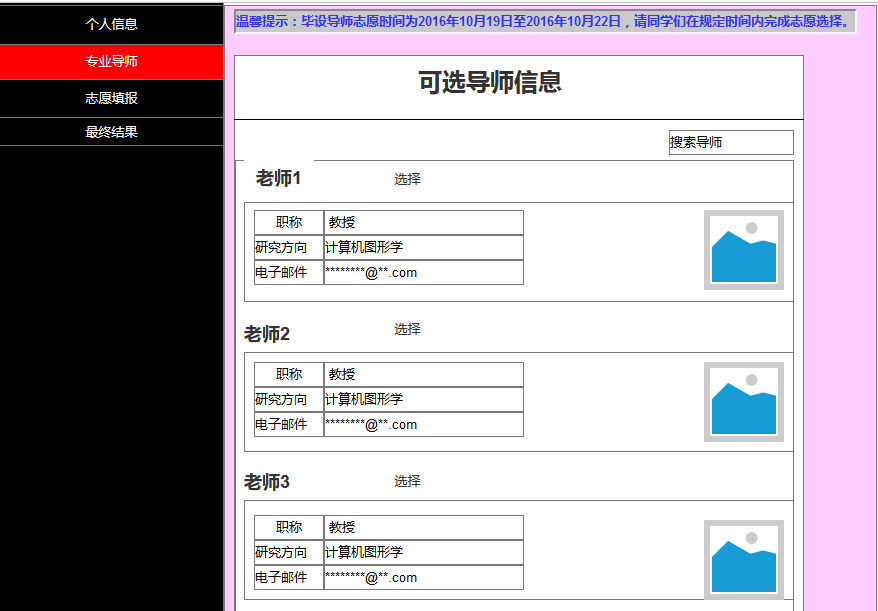 个人信息
专业导师
志愿填报
最终结果
温馨提示：毕设导师志愿时间为2016年10月19日至2016年10月22日，请同学们在规定时间内完成志愿选择。
可选导师信息
搜索导师
老师1 选择
职称 教授
研究方向 计算机图形学
电子邮件 ********@**.com
老师2 选择
职称 教授
研究方向 计算机图形学
电子邮件 ********@**.com
老师3 选择
职称 教授
研究方向 计算机图形学
电子邮件 ********@**.com